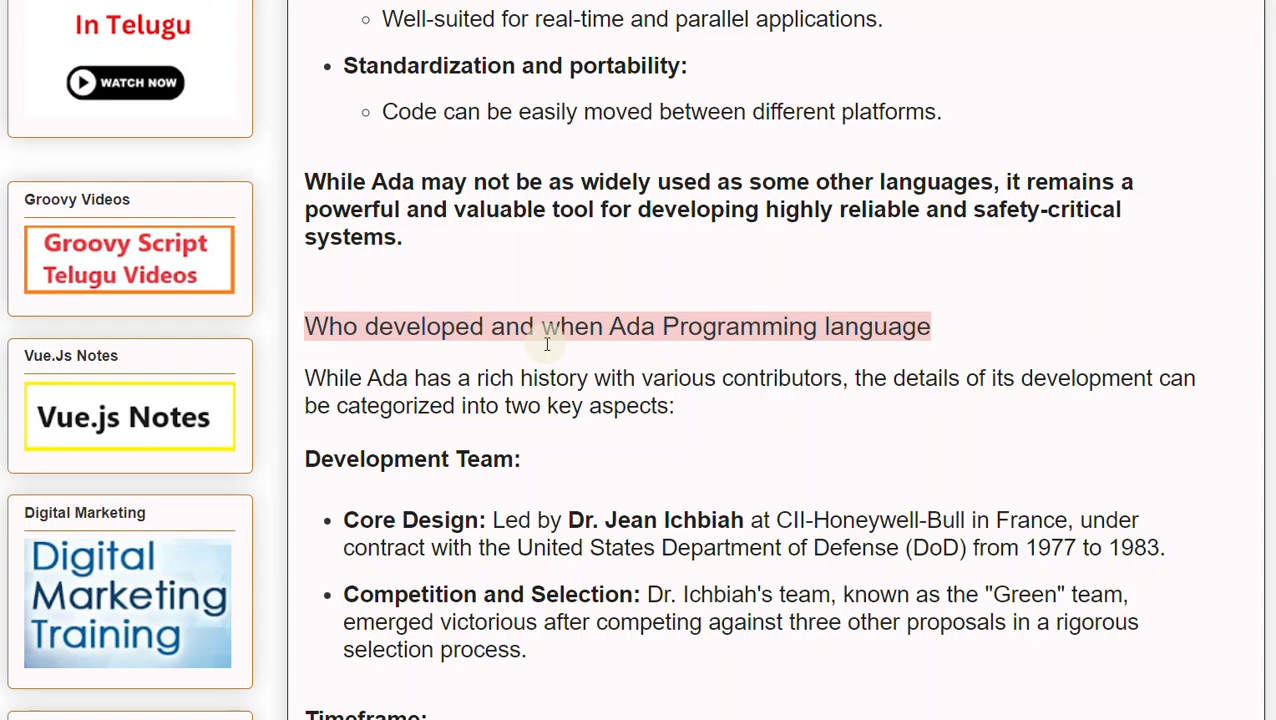 In Telugu
WATCH NOW
Groovy Videos
Groovy Script
Telugu Videos
Vue.Js Notes
Vue.js Notes
Digital Marketing
Digital
Marketing
Training
Well-suited for real-time and parallel applications.
Standardization and portability:
Code can be easily moved between different platforms.
While Ada may not be as widely used as some other languages, it remains a
powerful and valuable tool for developing highly reliable and safety-critical
systems.
Who developed and when Ada Programming language
While Ada has a rich history with various contributors, the details of its development can
be categorized into two key aspects:
Development Team:
Core Design: Led by Dr. Jean Ichbiah at CII-Honeywell-Bull in France, under
contract with the United States Department of Defense (DoD) from 1977 to 1983.
Competition and Selection: Dr. Ichbiah's team, known as the "Green" team,
emerged victorious after competing against three other proposals in a rigorous
selection process.
Timeframe: